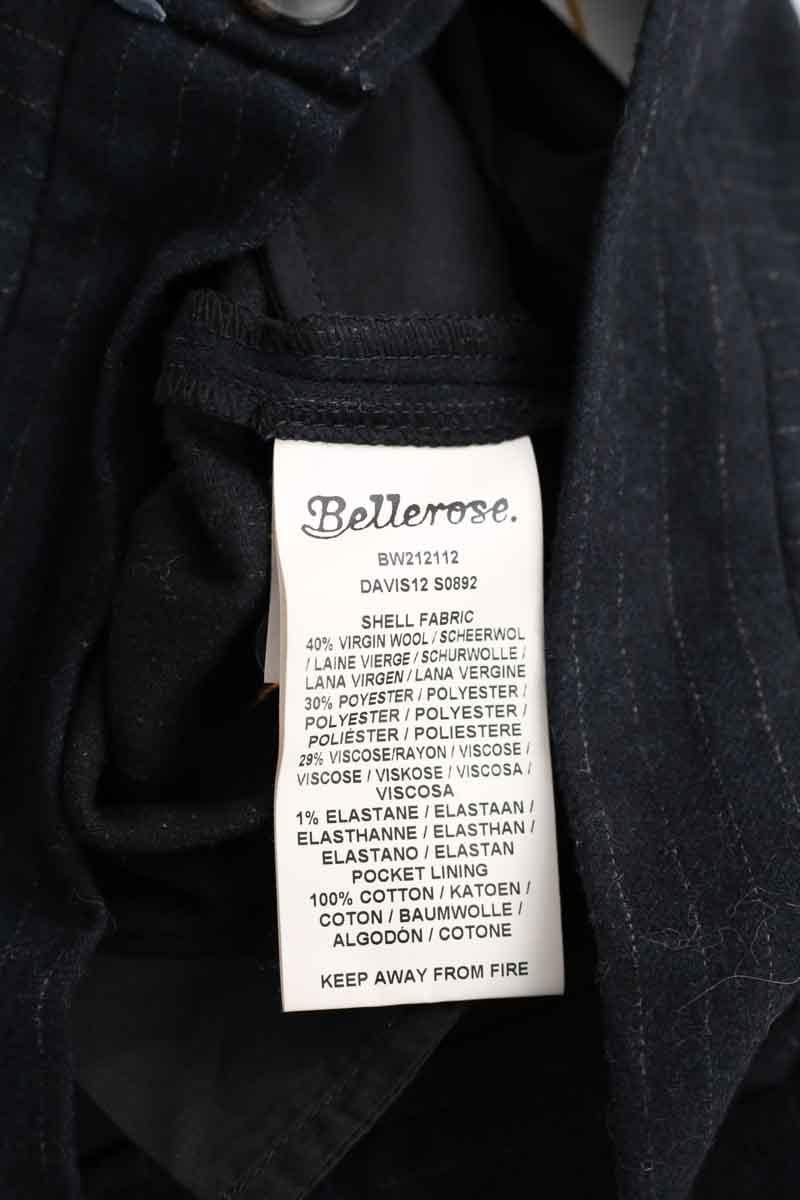 Bellerose.
BW212112
DAVIS12 S0892
SHELL FABRIC
40% VIRGIN WOOL / SCHEERWOL
/ LAINE VIERGE / SCHURWOLLE /
LANA VIRGEN / LANA VERGINE
30% POYESTER / POLYESTER /
POLYESTER / POLYESTER /
POLIÉSTER / POLIESTERE
29% VISCOSE/RAYON / VISCOSE /
VISCOSE / VISKOSE / VISCOSA /
VISCOSA
1% ELASTANE / ELASTAAN /
ELASTHANNE / ELASTHAN /
ELASTANO / ELASTAN
POCKET LINING
100% COTTON / KATOEN /
COTON / BAUMWOLLE /
ALGODÓN / COTONE
KEEP AWAY FROM FIRE